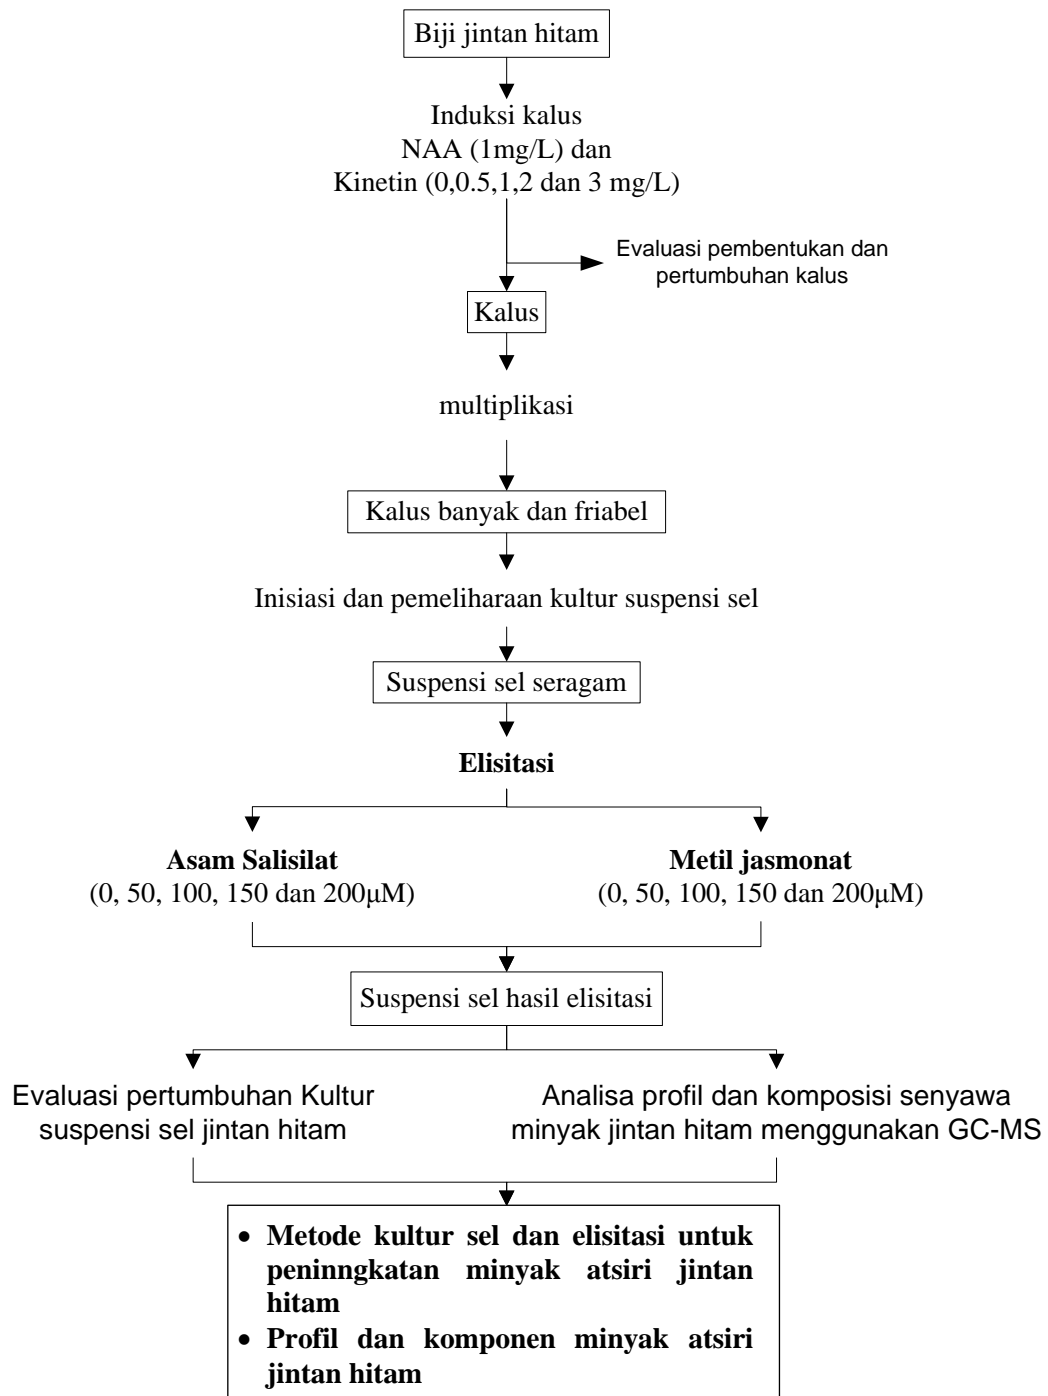 Biji jintan hitam
Induksi kalus
NAA (1mg/L) dan
Kinetin (0,0.5,1,2 dan 3 mg/L)
Evaluasi pembentukan dan
pertumbuhan kalus
Kalus
multiplikasi
Kalus banyak dan friabel
Inisiasi dan pemeliharaan kultur suspensi sel
Suspensi sel seragam
Elisitasi
Asam Salisilat
(0, 50, 100, 150 dan 200µM)
Metil jasmonat
(0, 50, 100, 150 dan 200µM)
Suspensi sel hasil elisitasi
Evaluasi pertumbuhan Kultur
suspensi sel jintan hitam
Analisa profil dan komposisi senyawa
minyak jintan hitam menggunakan GC-MS
• Metode kultur sel dan elisitasi untuk
peninngkatan minyak atsiri jintan
hitam
• Profil dan komponen minyak atsiri
jintan hitam